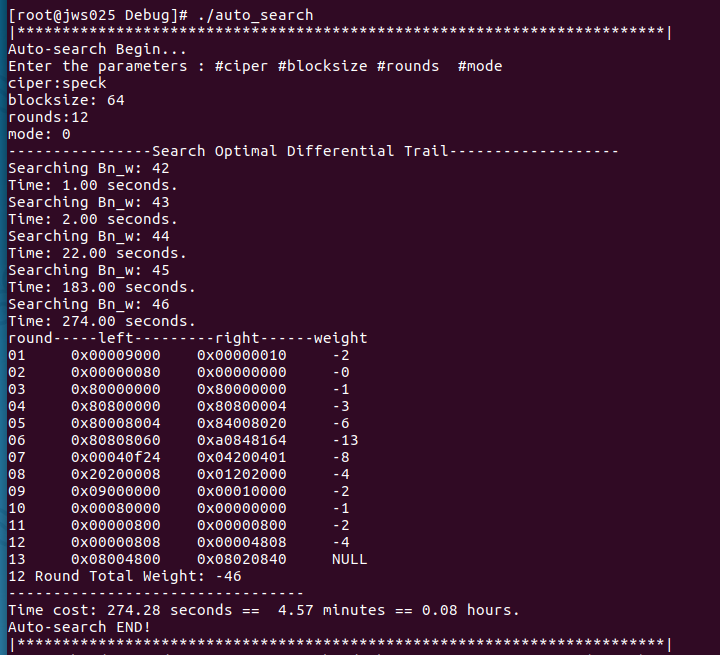 [root@jws025 Debug]# ./auto_search
|************************************************************************|
Auto-search Begin...
Enter the parameters : #ciper #blocksize #rounds  #mode
ciper:speck
blocksize: 64
rounds:12
mode: 0
----------------Search Optimal Differential Trail-------------------
Searching Bn_w: 42
Time: 1.00 seconds.
Searching Bn_w: 43
Time: 2.00 seconds.
Searching Bn_w: 44
Time: 22.00 seconds.
Searching Bn_w: 45
Time: 183.00 seconds.
Searching Bn_w: 46
Time: 274.00 seconds.
round-----left---------right------weight
01     0x00009000    0x00000010     -2
02     0x00000080    0x00000000     -0
03     0x80000000    0x80000000     -1
04     0x80800000    0x80800004     -3
05     0x80008004    0x84008020     -6
06     0x80808060    0xa0848164     -13
07     0x00040f24    0x04200401     -8
08     0x20200008    0x01202000     -4
09     0x09000000    0x00010000     -2
10     0x00080000    0x00000000     -1
11     0x00000800    0x00000800     -2
12     0x00000808    0x00004808     -4
13     0x08004800    0x08020840     NULL
12 Round Total Weight: -46
---------------------------------
Time cost: 274.28 seconds ==  4.57 minutes == 0.08 hours.
Auto-search END!
|************************************************************************|